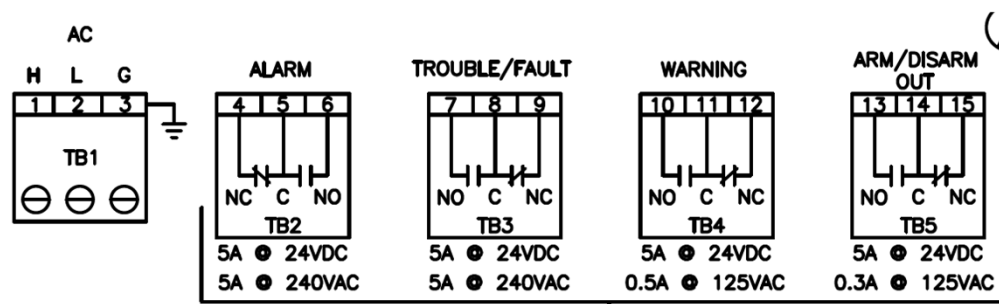 AC
H L G
1 2 3
TB1
ALARM
4 5 6
NC C NO
TB2
5A @ 24VDC
5A @ 240VAC
TROUBLE/FAULT
7 8 9
NO C NC
TB3
5A @ 24VDC
5A @ 240VAC
WARNING
10 11 12
NO C NC
TB4
5A @ 24VDC
0.5A @ 125VAC
ARM/DISARM
OUT
13 14 15
NO C NC
TB5
5A @ 24VDC
0.3A @ 125VAC